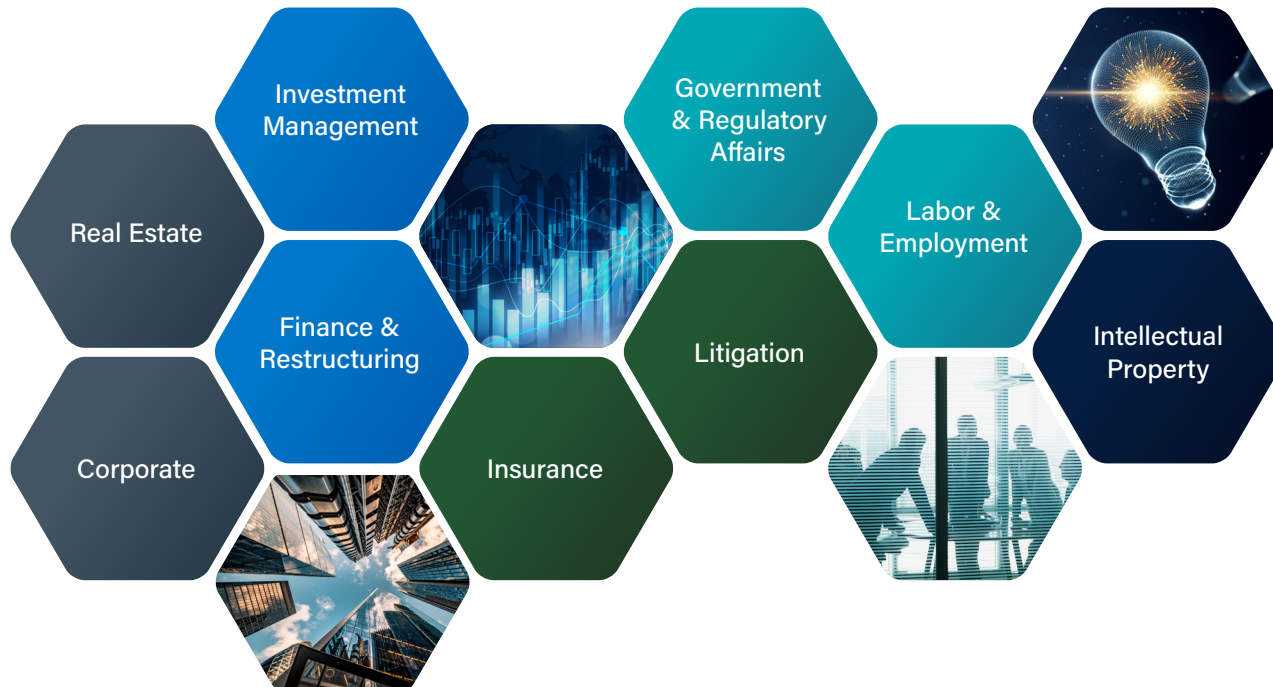 Investment
Management
Government
& Regulatory
Affairs
Real Estate
Labor &
Employment
Finance &
Restructuring
Litigation
Intellectual
Property
Corporate
Insurance